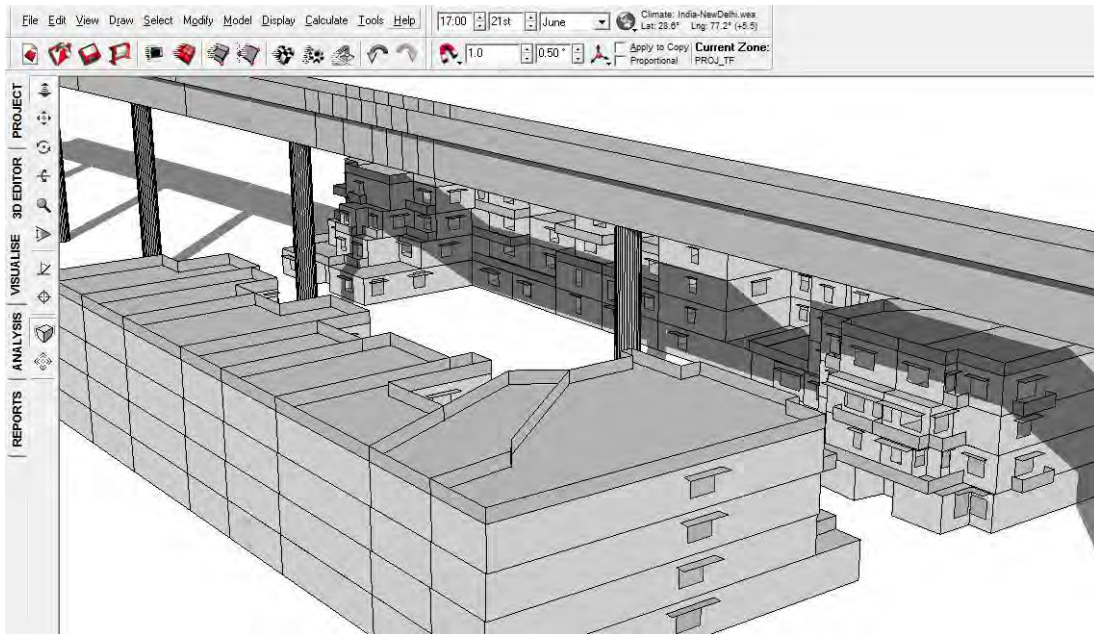 File Edit View Draw Select Modify Model Display Calculate Tools Help
17:00 21st June
Climate: India-NewDelhi.wea
Lat: 28.6° Lng: 77.2° (+5.5)
1.0 0.50 °
Apply to Copy
Proportional
Current Zone:
PROJ_TF
PROJECT
3D EDITOR
VISUALISE
ANALYSIS
REPORTS